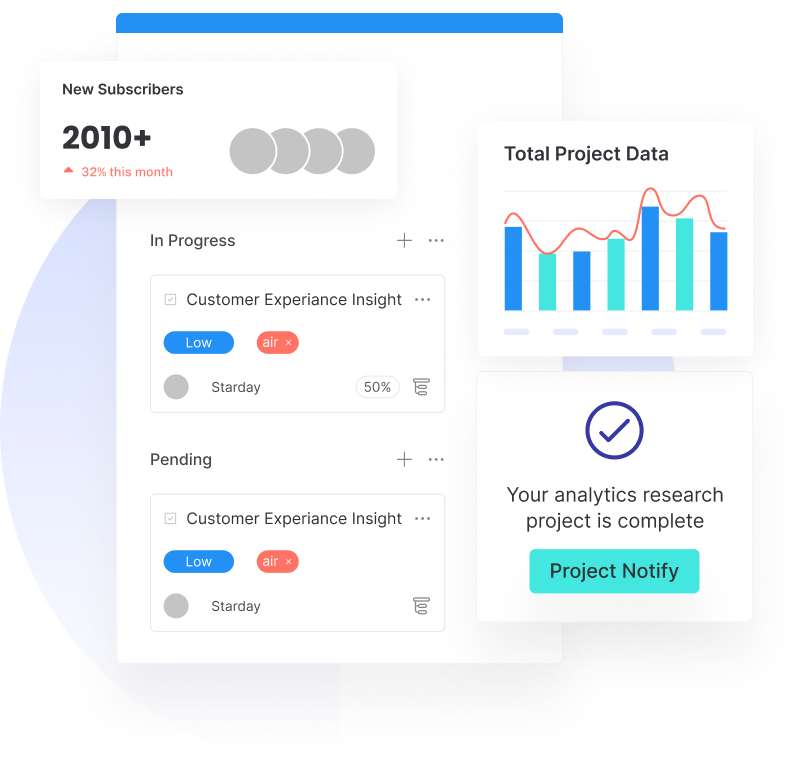 New Subscribers
2010+
32% this month
In Progress
Customer Experiance Insight
Low
air ×
Starday
50%
Pending
Customer Experiance Insight
Low
air ×
Starday
Total Project Data
Your analytics research
project is complete
Project Notify